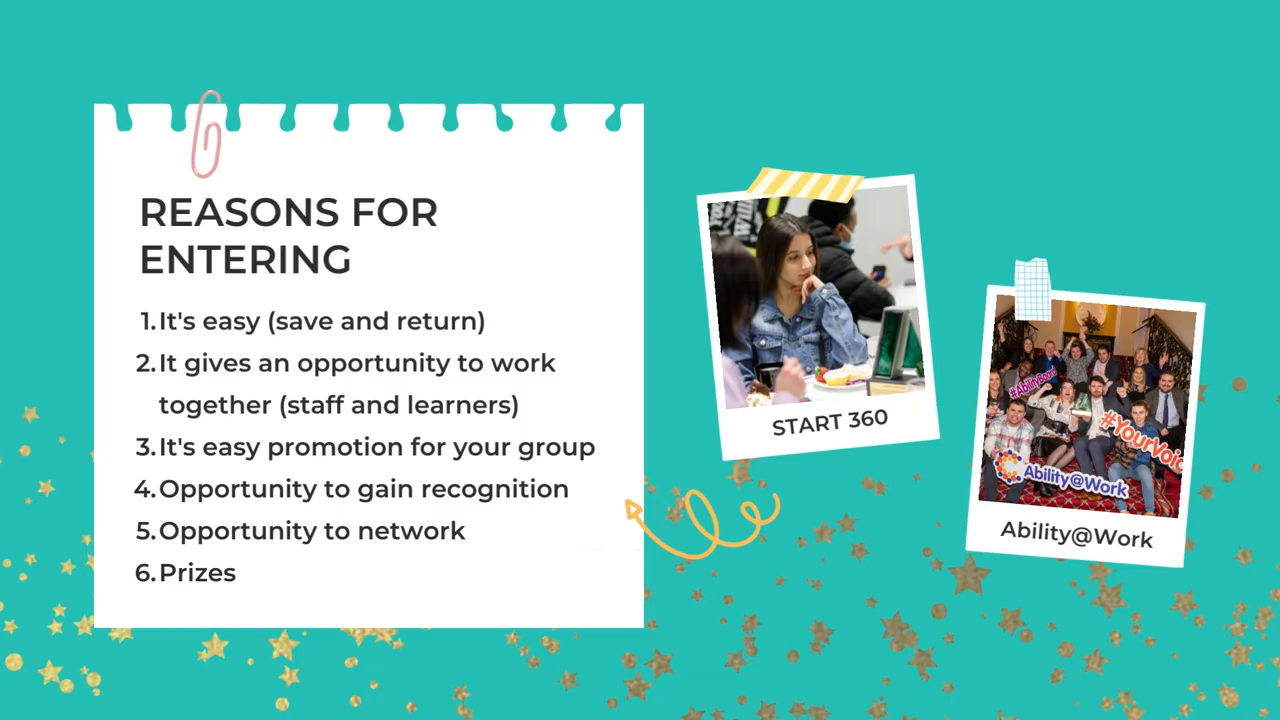 REASONS FOR
ENTERING
1. It's easy (save and return)
2. It gives an opportunity to work
together (staff and learners)
3. It's easy promotion for your group
4. Opportunity to gain recognition
5. Opportunity to network
6. Prizes
START 360
#AbilityBoard
#YourVoic
Ability@Work
Ability@Work